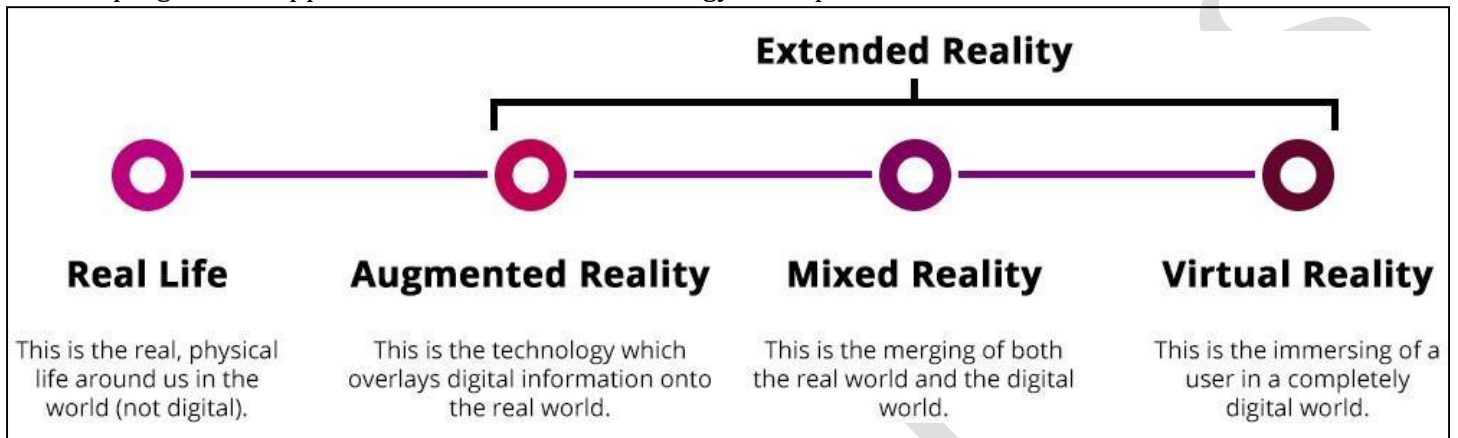 Extended Reality
Real Life
This is the real, physical
life around us in the
world (not digital).
Augmented Reality
This is the technology which
overlays digital information onto
the real world.
Mixed Reality
This is the merging of both
the real world and the digital
world.
Virtual Reality
This is the immersing of a
user in a completely
digital world.